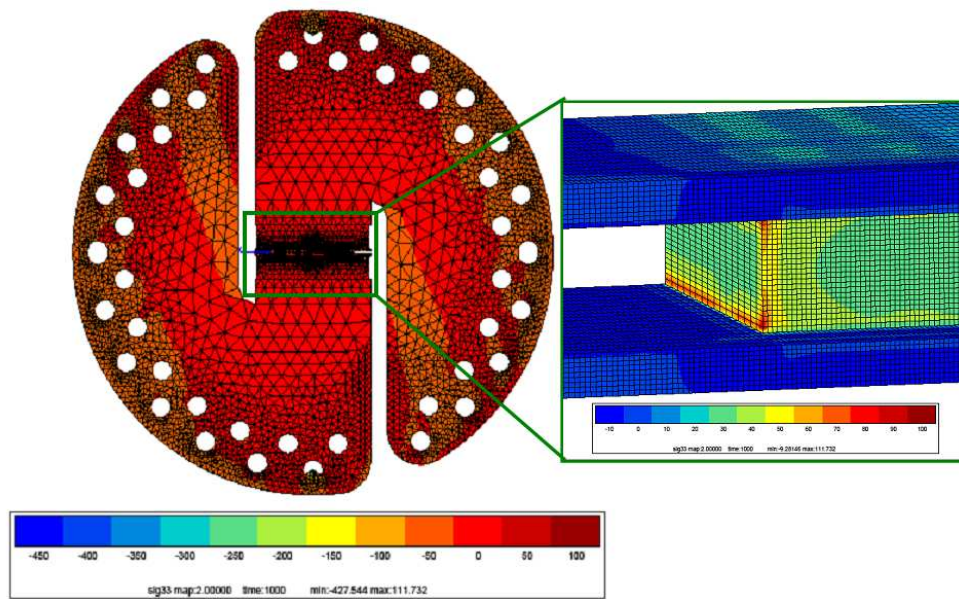 -10 0 10 20 30 40 50 60 70 80 90 100
sig33 map:2.00000 time:1000 min:-9.28146 max:111.732
-450 -400 -350 -300 -250 -200 -150 -100 -50 0 50 100
sig33 map:2.00000 time:1000 min:-427.544 max:111.732